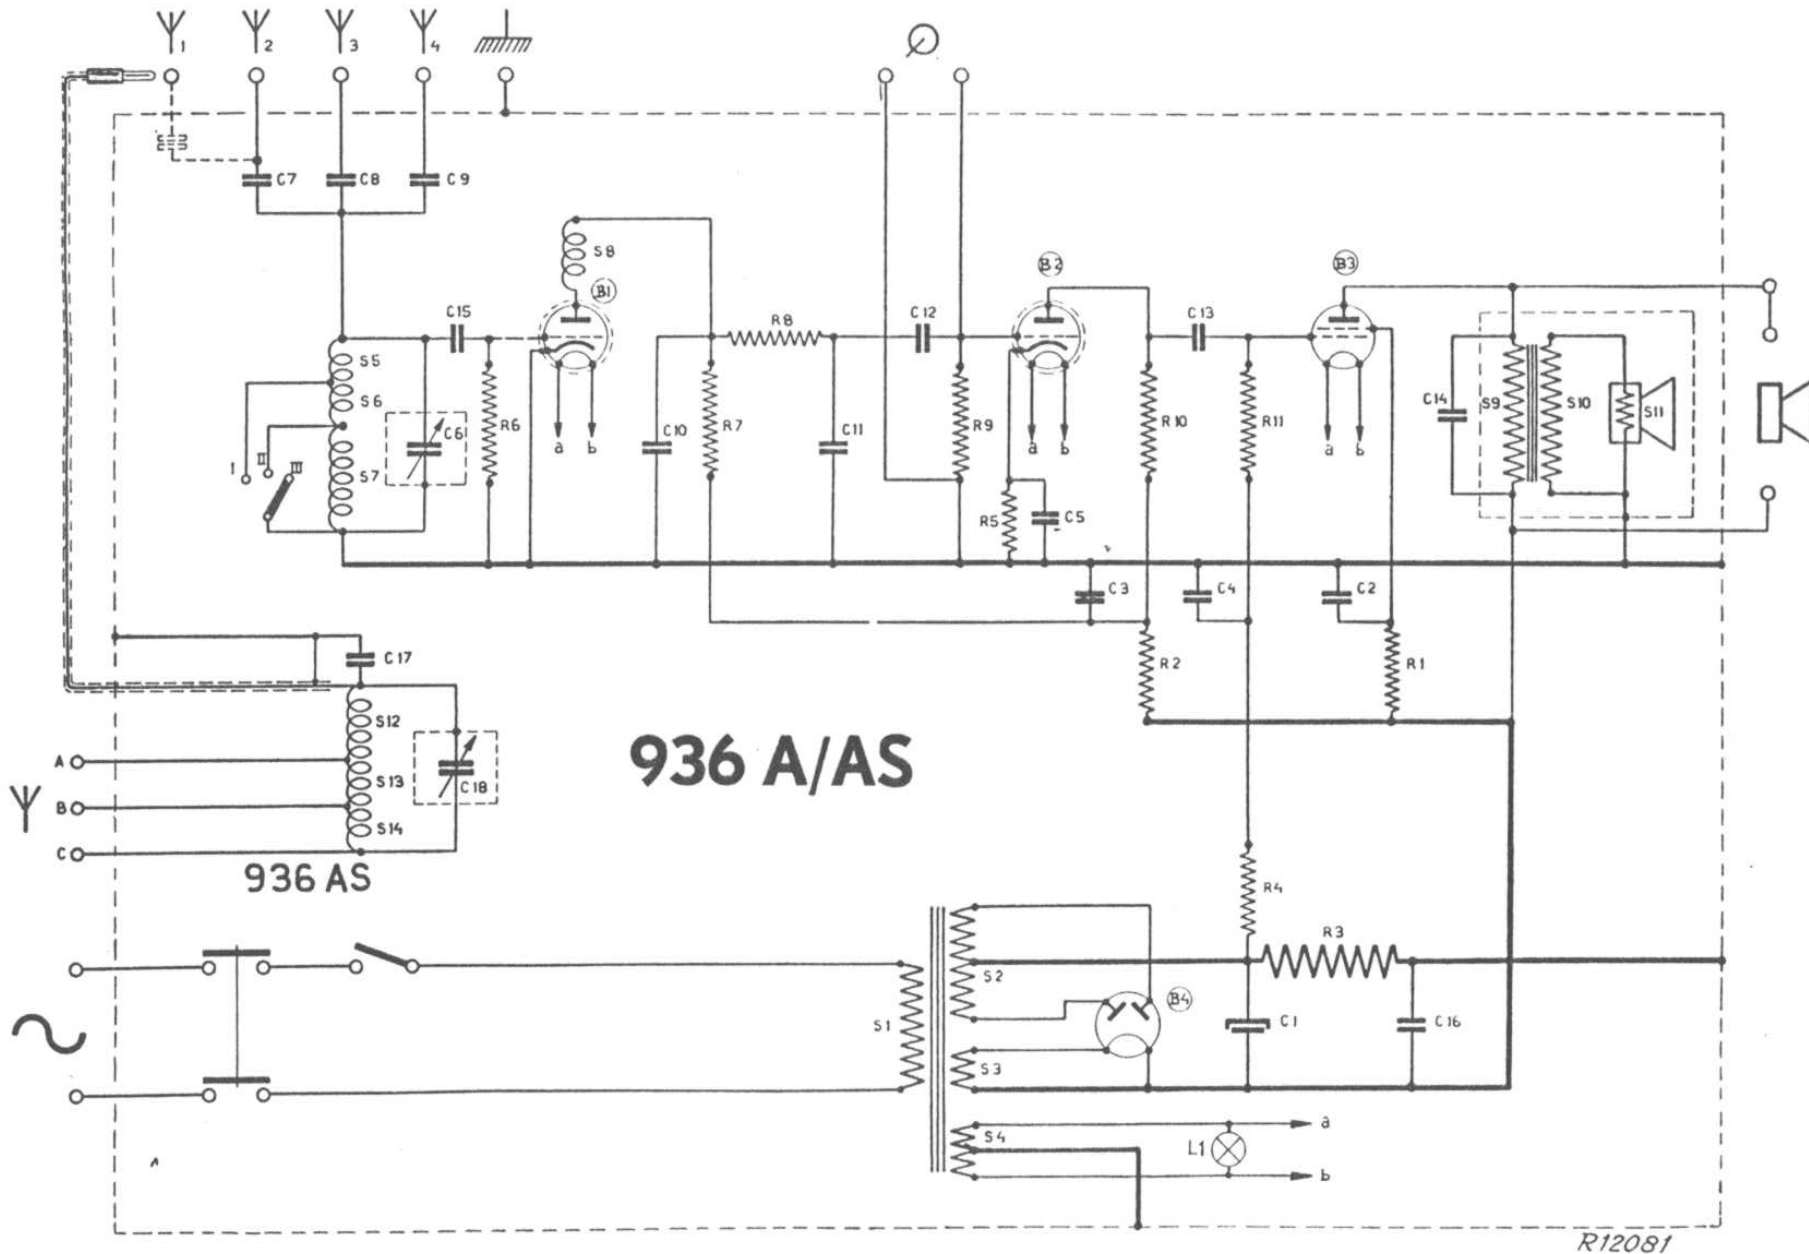 1 2 3 4
C7 C8 C9
S8
B1 B2 B3
C15 R8 C12 C13
S5
S6
S7
C6
R6
C10 R7 C11 R9
R10 R11
C14 S9 S10 S11
I II III
a b
a b
a b
R5 C5
C3 C4 C2
R2 R1
C17
S12
S13
S14
C18
A
B
C
936 A/AS
936 AS
R4
R3
S2
B4
S1
C1 C16
S3
S4
L1
a
b
R12081